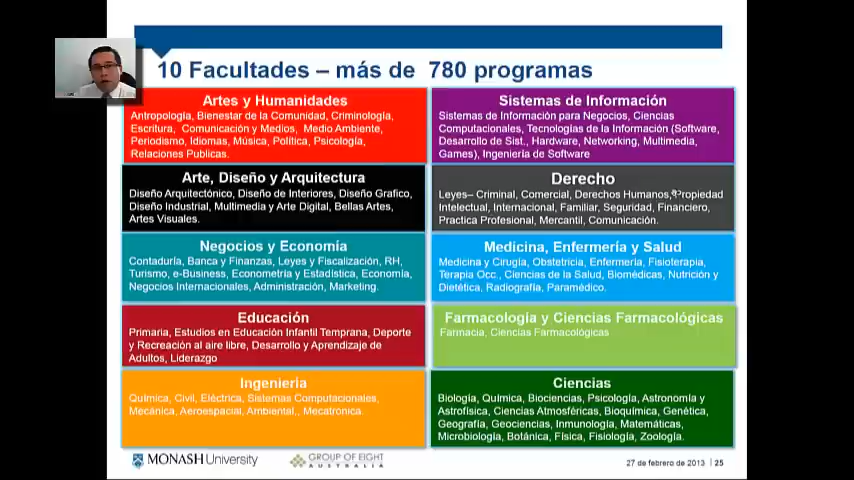 10 Facultades – más de 780 programas
Artes y Humanidades
Antropología, Bienestar de la Comunidad, Criminología,
Escritura, Comunicación y Medios, Medio Ambiente,
Periodismo, Idiomas, Música, Política, Psicología,
Relaciones Publicas.
Sistemas de Información
Sistemas de Información para Negocios, Ciencias
Computacionales, Tecnologías de la Información (Software,
Desarrollo de Sist., Hardware, Networking, Multimedia,
Games), Ingeniería de Software
Arte, Diseño y Arquitectura
Diseño Arquitectónico, Diseño de Interiores, Diseño Grafico,
Diseño Industrial, Multimedia y Arte Digital, Bellas Artes,
Artes Visuales.
Derecho
Leyes– Criminal, Comercial, Derechos Humanos, Propiedad
Intelectual, Internacional, Familiar, Seguridad, Financiero,
Practica Profesional, Mercantil, Comunicación.
Negocios y Economía
Contaduría, Banca y Finanzas, Leyes y Fiscalización, RH,
Turismo, e-Business, Econometría y Estadística, Economía,
Negocios Internacionales, Administración, Marketing.
Medicina, Enfermería y Salud
Medicina y Cirugía, Obstetricia, Enfermería, Fisioterapia,
Terapia Occ., Ciencias de la Salud, Biomédicas, Nutrición y
Dietética, Radiografía, Paramédico.
Educación
Primaria, Estudios en Educación Infantil Temprana, Deporte
y Recreación al aire libre, Desarrollo y Aprendizaje de
Adultos, Liderazgo
Farmacología y Ciencias Farmacológicas
Farmacia, Ciencias Farmacológicas
Ingeniería
Química, Civil, Eléctrica, Sistemas Computacionales,
Mecánica, Aeroespacial, Ambiental,, Mecatronica.
Ciencias
Biología, Química, Biociencias, Psicología, Astronomía y
Astrofísica, Ciencias Atmosféricas, Bioquímica, Genética,
Geografía, Geociencias, Inmunología, Matemáticas,
Microbiología, Botánica, Física, Fisiología, Zoología.
MONASH University
GROUP OF EIGHT
AUSTRALIA
27 de febrero de 2013 | 25